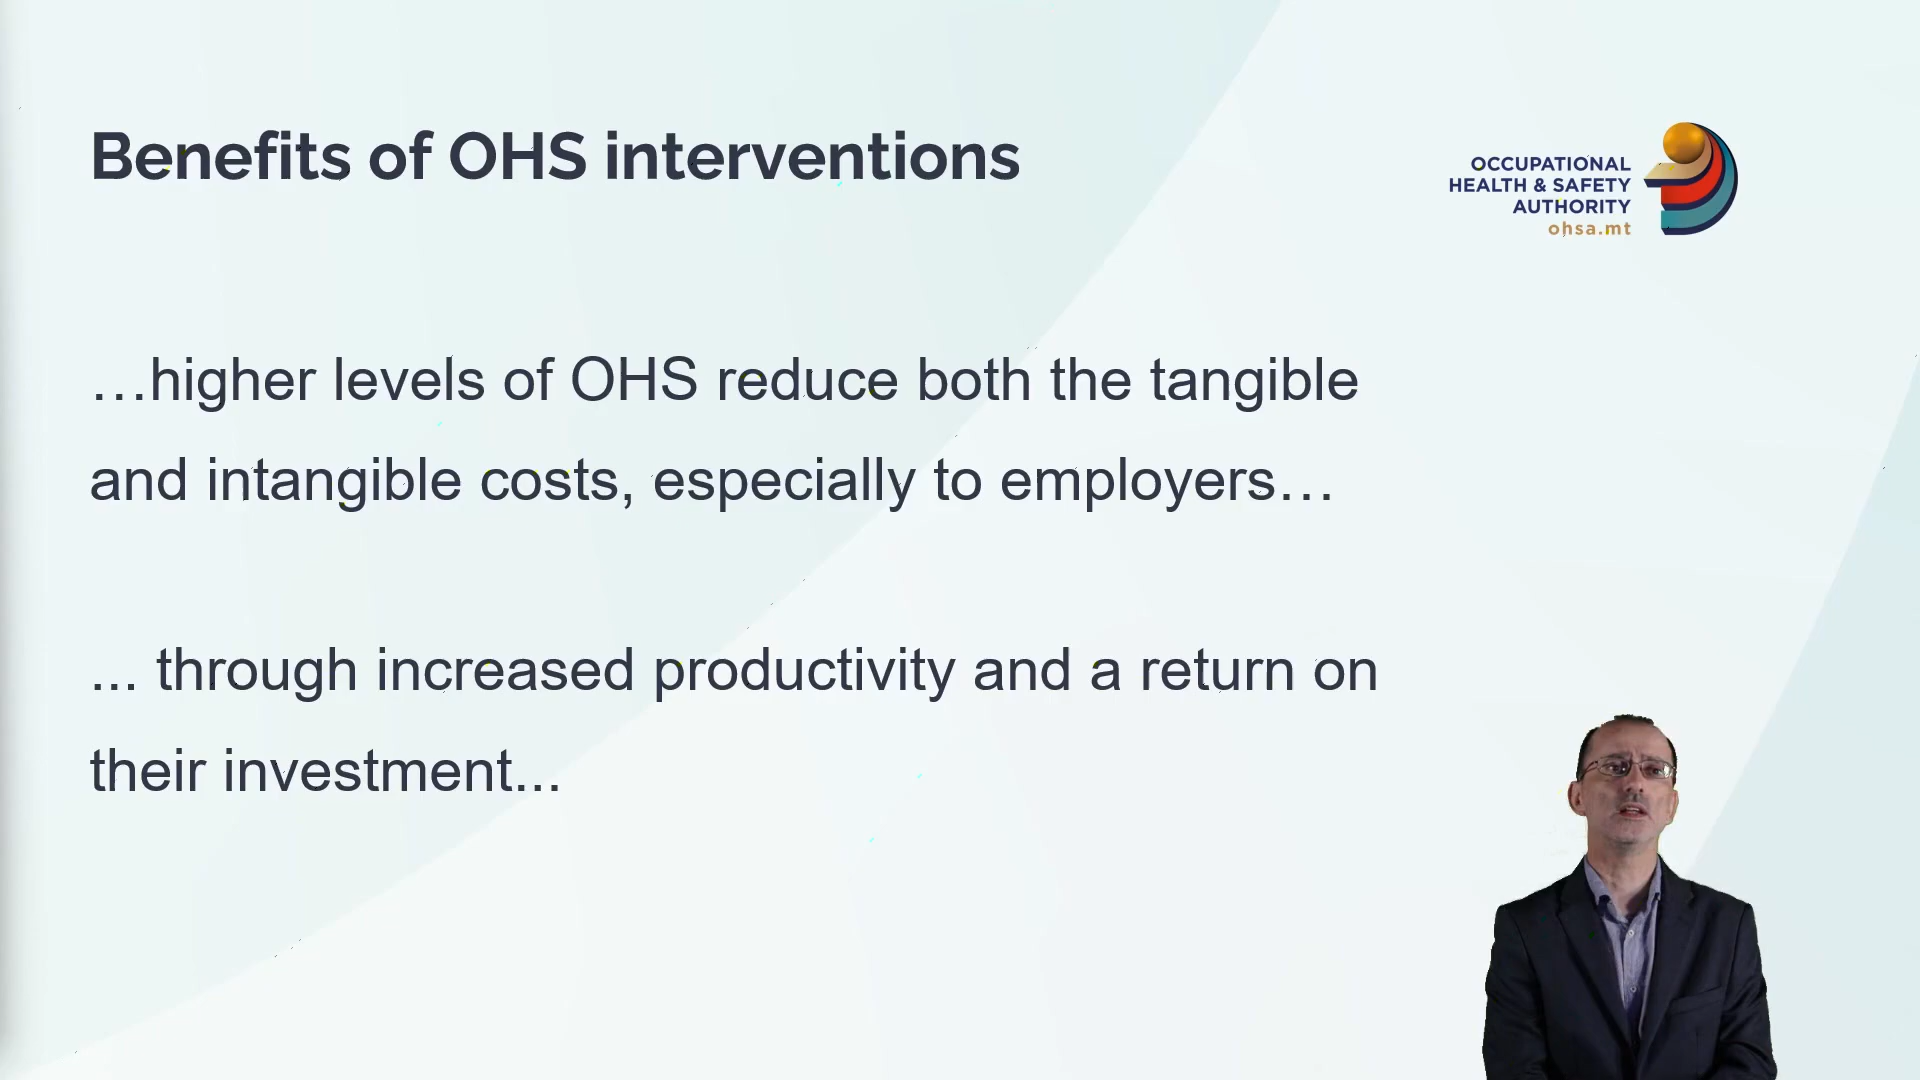 Benefits of OHS interventions
OCCUPATIONAL
HEALTH & SAFETY
AUTHORITY
ohsa.mt
…higher levels of OHS reduce both the tangible
and intangible costs, especially to employers…
... through increased productivity and a return on
their investment...